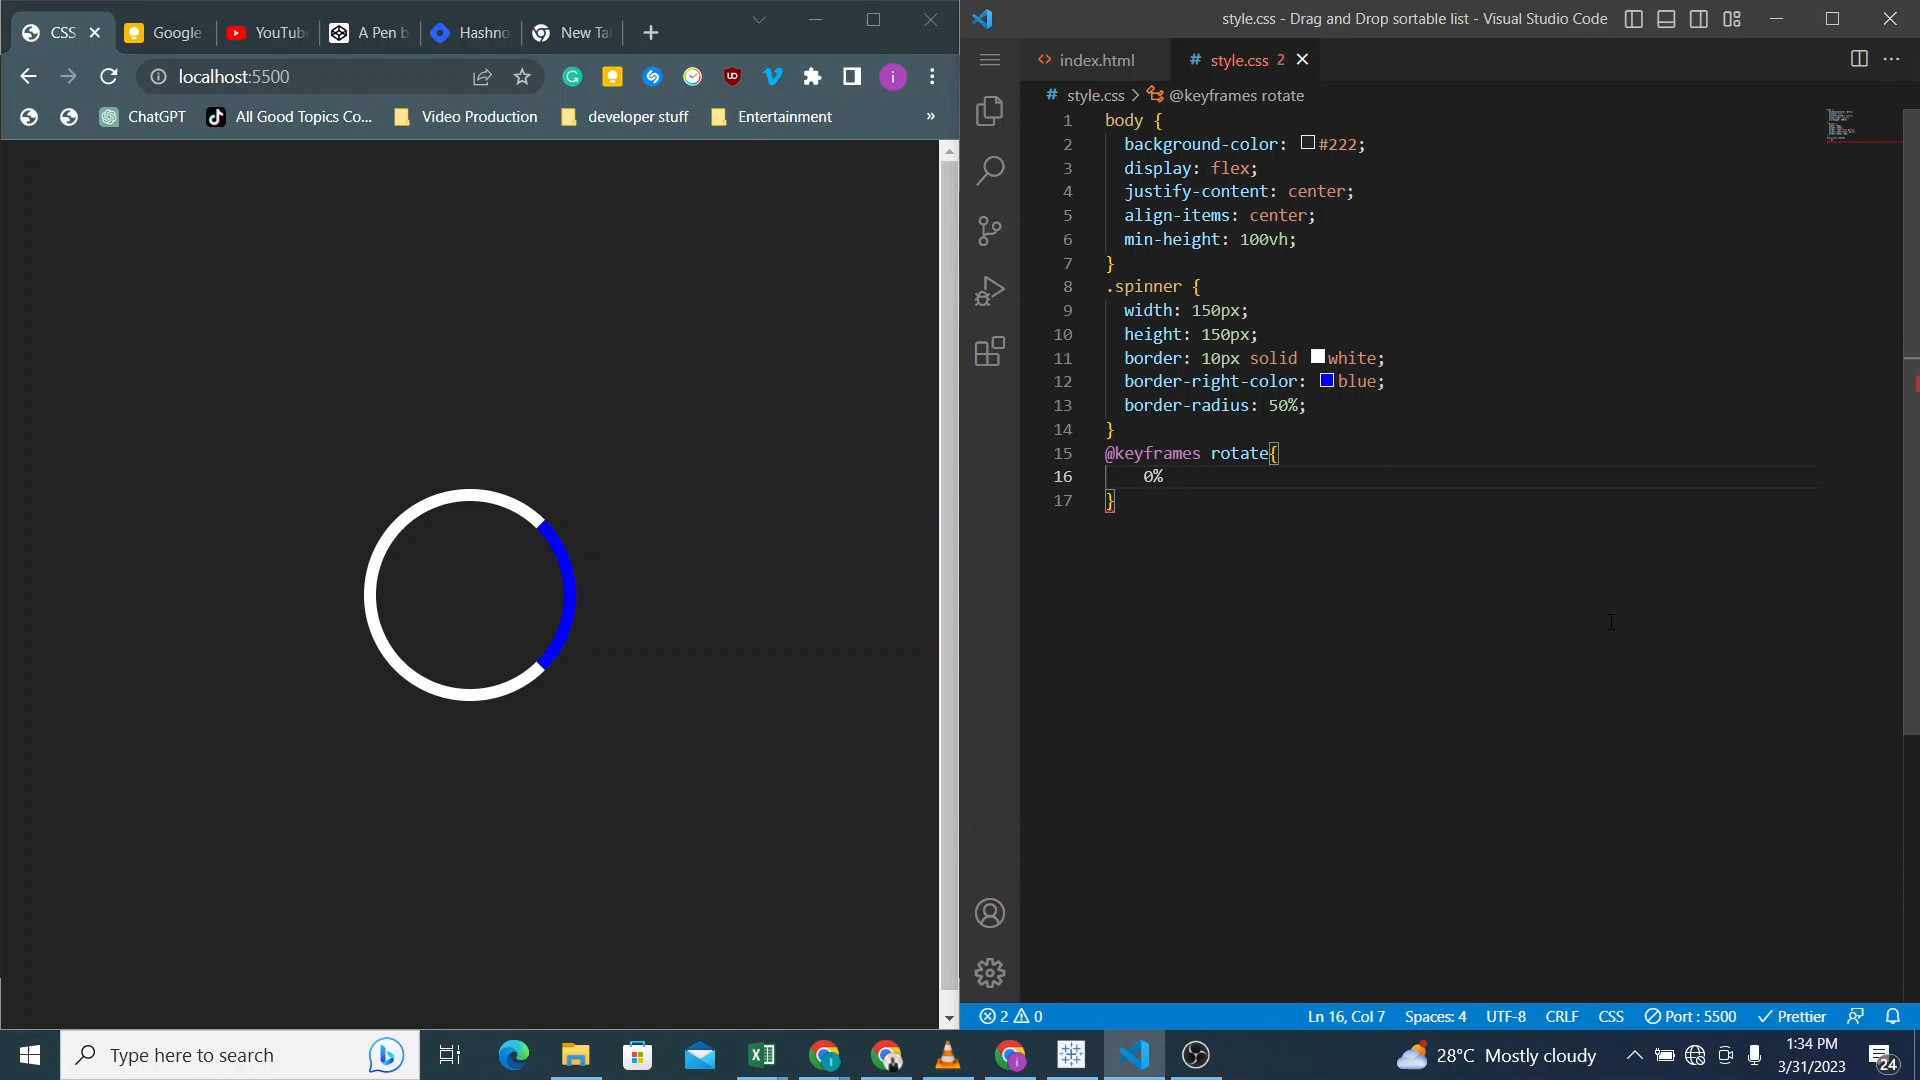 CSS
Google
YouTub
A Pen b
Hashno
New Ta
localhost:5500
ChatGPT
All Good Topics Co...
Video Production
developer stuff
Entertainment
»
style.css - Drag and Drop sortable list - Visual Studio Code
index.html
# style.css 2
# style.css > @keyframes rotate
1 body {
2 background-color: #222;
3 display: flex;
4 justify-content: center;
5 align-items: center;
6 min-height: 100vh;
7 }
8 .spinner {
9 width: 150px;
10 height: 150px;
11 border: 10px solid white;
12 border-right-color: blue;
13 border-radius: 50%;
14 }
15 @keyframes rotate{
16 0%
17 }
2 0
Ln 16, Col 7
Spaces: 4
UTF-8
CRLF
CSS
Port : 5500
Prettier
Type here to search
28°C Mostly cloudy
1:34 PM
3/31/2023
24